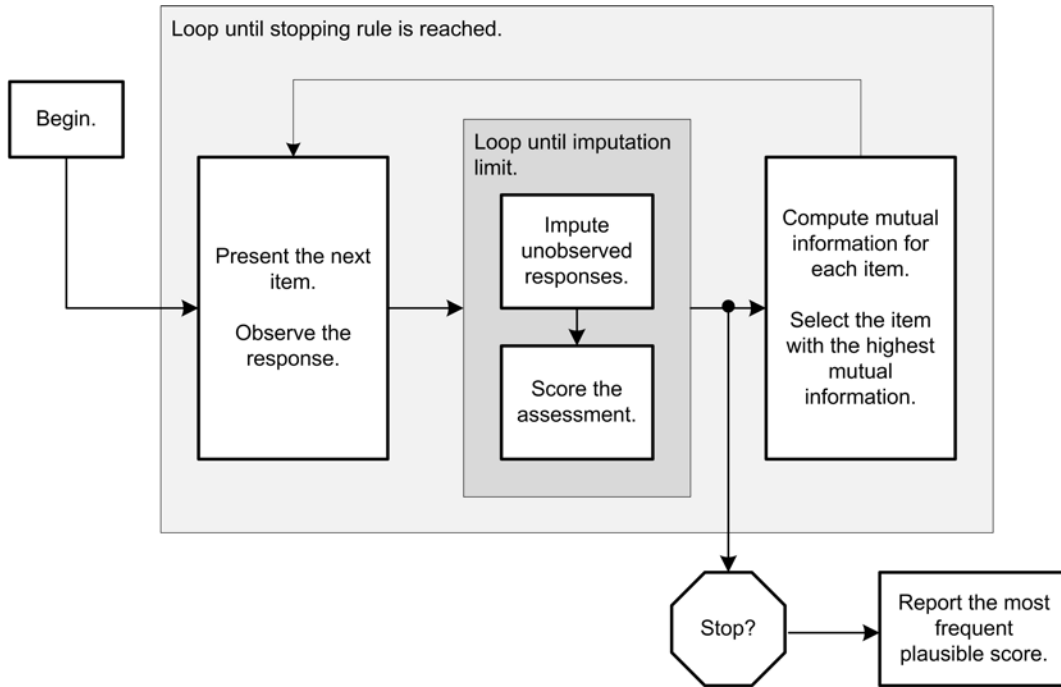 Loop until stopping rule is reached.
Begin.
Loop until imputation
limit.
Present the next
item.
Observe the
response.
Impute
unobserved
responses.
Score the
assessment.
Compute mutual
information for
each item.
Select the item
with the highest
mutual
information.
Stop?
Report the most
frequent
plausible score.